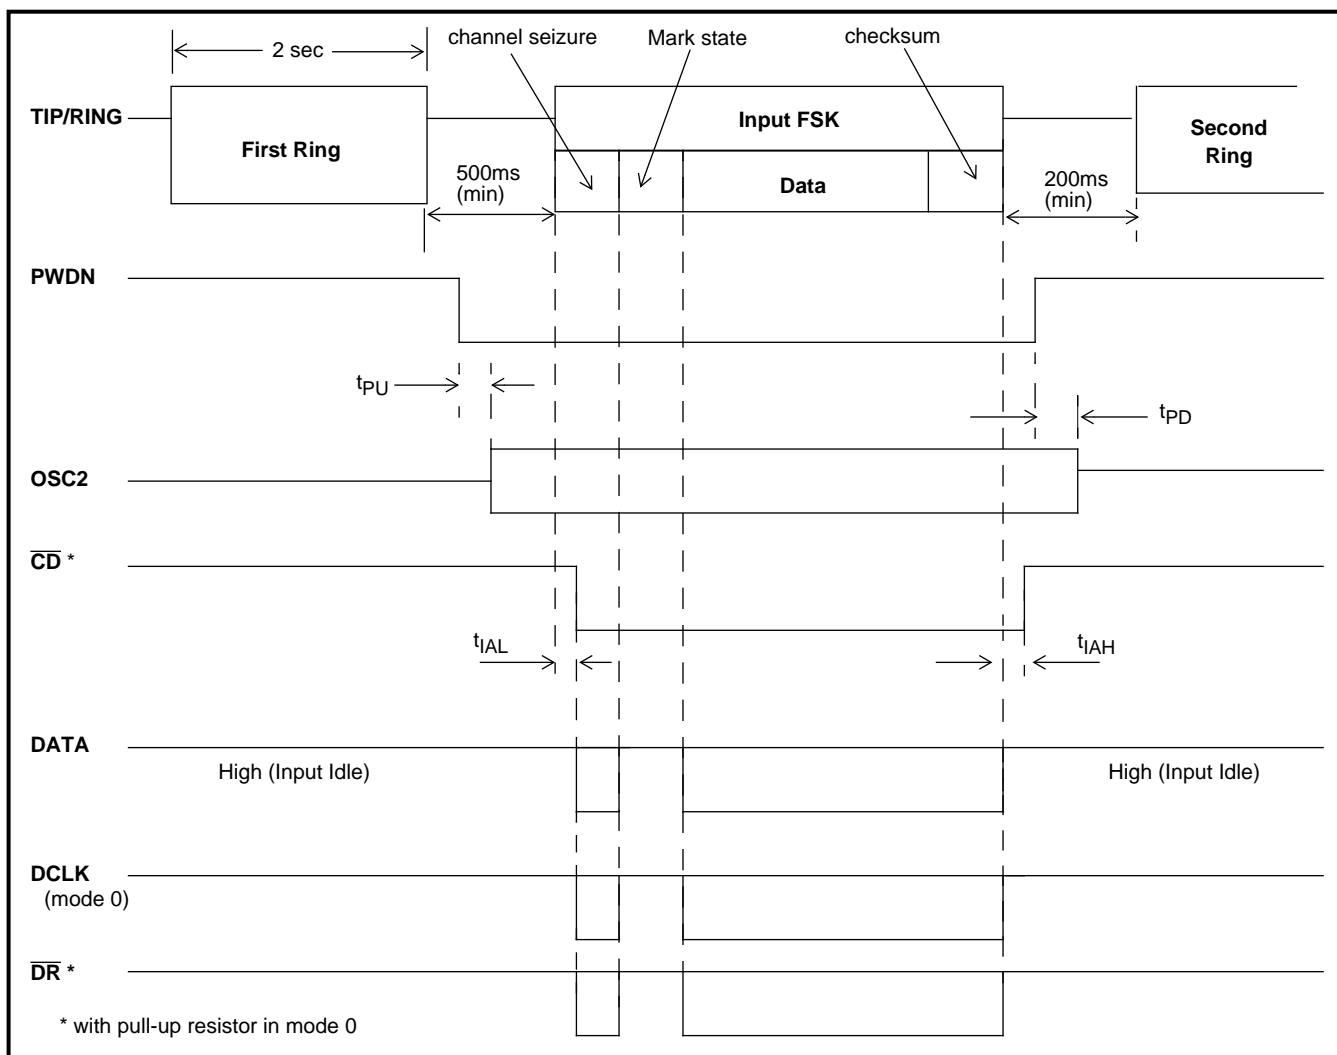 2 sec
channel seizure
Mark state
checksum
TIP/RING
First Ring
500ms
(min)
Input FSK
Data
200ms
(min)
Second
Ring
PWDN
tPU
tPD
OSC2
CD *
tIAL
tIAH
DATA
High (Input Idle)
High (Input Idle)
DCLK
(mode 0)
DR *
* with pull-up resistor in mode 0